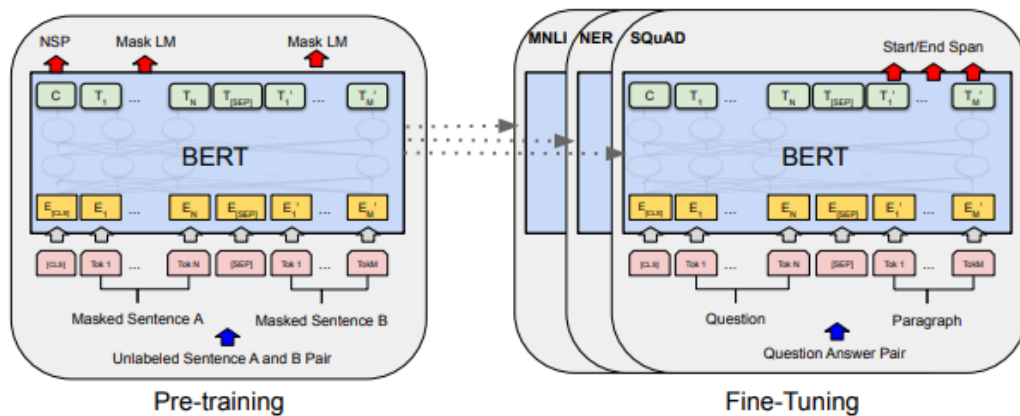 NSP Mask LM Mask LM
C T1 ... TN T[SEP] T1' ... TM'
BERT
E[CLS] E1 ... EN E[SEP] E1' ... EM'
[CLS] Tok 1 ... Tok N [SEP] Tok 1 ... TokM
Masked Sentence A Masked Sentence B
Unlabeled Sentence A and B Pair
Pre-training
MNLI NER SQuAD
Start/End Span
C T1 ... TN T[SEP] T1' ... TM'
BERT
E[CLS] E1 ... EN E[SEP] E1' ... EM'
[CLS] Tok 1 ... Tok N [SEP] Tok 1 ... TokM
Question Paragraph
Question Answer Pair
Fine-Tuning